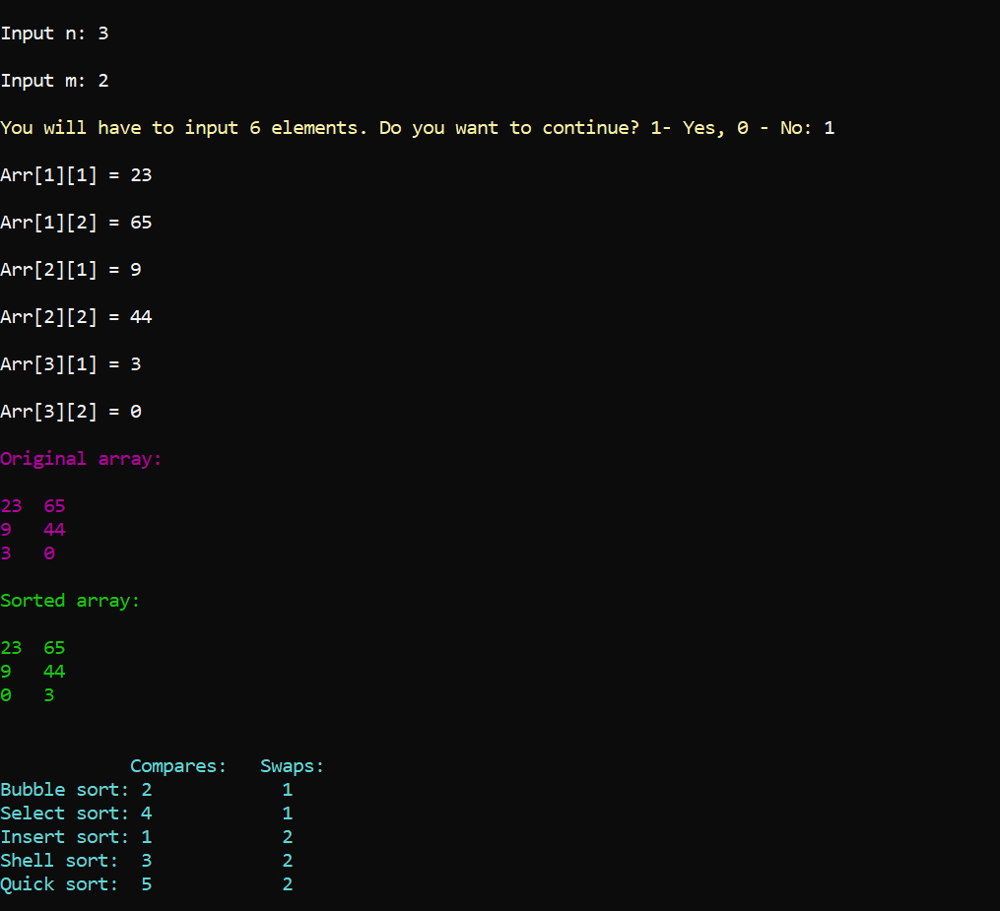 Input n: 3
Input m: 2
You will have to input 6 elements. Do you want to continue? 1- Yes, 0 - No: 1
Arr[1][1] = 23
Arr[1][2] = 65
Arr[2][1] = 9
Arr[2][2] = 44
Arr[3][1] = 3
Arr[3][2] = 0
Original array:
23  65
9   44
3   0
Sorted array:
23  65
9   44
0   3
            Compares:   Swaps:
Bubble sort: 2            1
Select sort: 4            1
Insert sort: 1            2
Shell sort:  3            2
Quick sort:  5            2